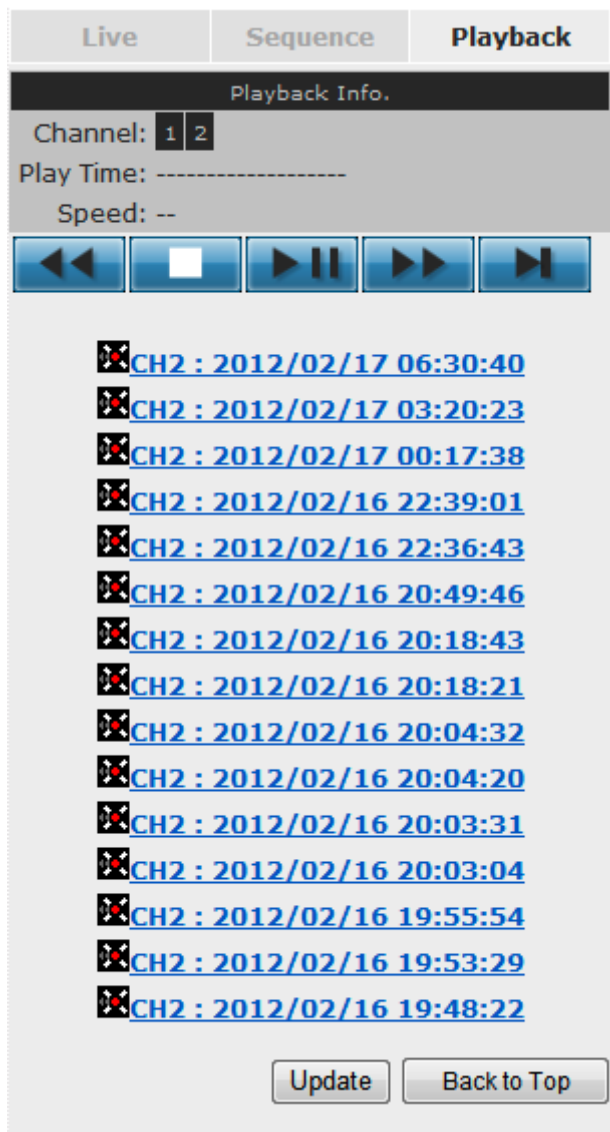 Live Sequence Playback
Playback Info.
Channel: 1 2
Play Time: -------------------
Speed: --
CH2 : 2012/02/17 06:30:40
CH2 : 2012/02/17 03:20:23
CH2 : 2012/02/17 00:17:38
CH2 : 2012/02/16 22:39:01
CH2 : 2012/02/16 22:36:43
CH2 : 2012/02/16 20:49:46
CH2 : 2012/02/16 20:18:43
CH2 : 2012/02/16 20:18:21
CH2 : 2012/02/16 20:04:32
CH2 : 2012/02/16 20:04:20
CH2 : 2012/02/16 20:03:31
CH2 : 2012/02/16 20:03:04
CH2 : 2012/02/16 19:55:54
CH2 : 2012/02/16 19:53:29
CH2 : 2012/02/16 19:48:22
Update Back to Top